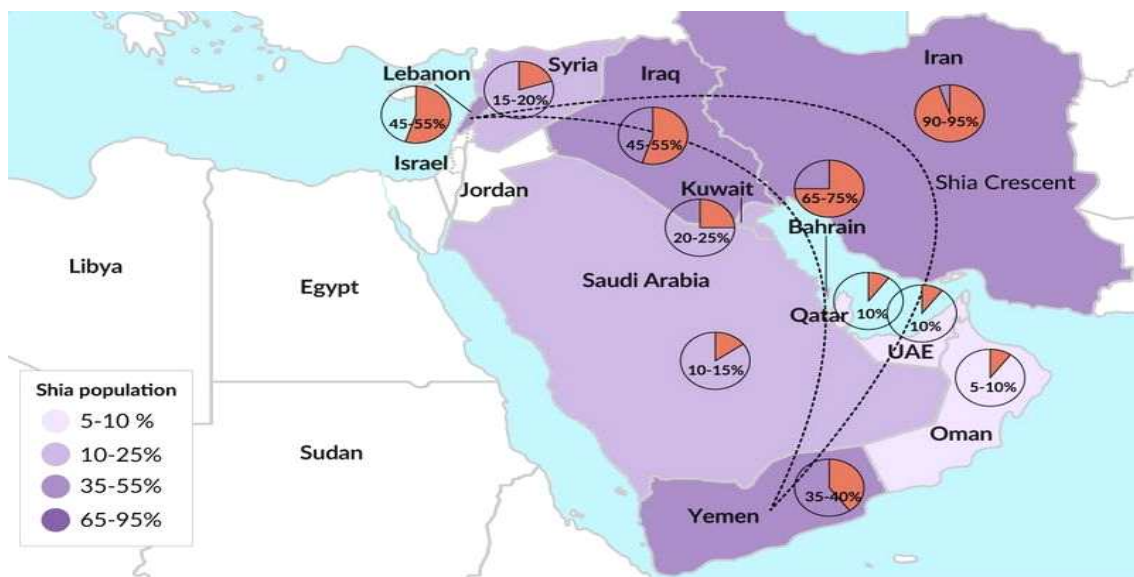 Lebanon
Syria
Iraq
Iran
15-20%
45-55%
45-55%
90-95%
Israel
Jordan
Kuwait
65-75%
Shia Crescent
20-25%
Bahrain
Libya
Egypt
Saudi Arabia
Qatar
10%
10%
UAE
10-15%
5-10%
Oman
Sudan
35-40%
Yemen
Shia population
5-10 %
10-25%
35-55%
65-95%